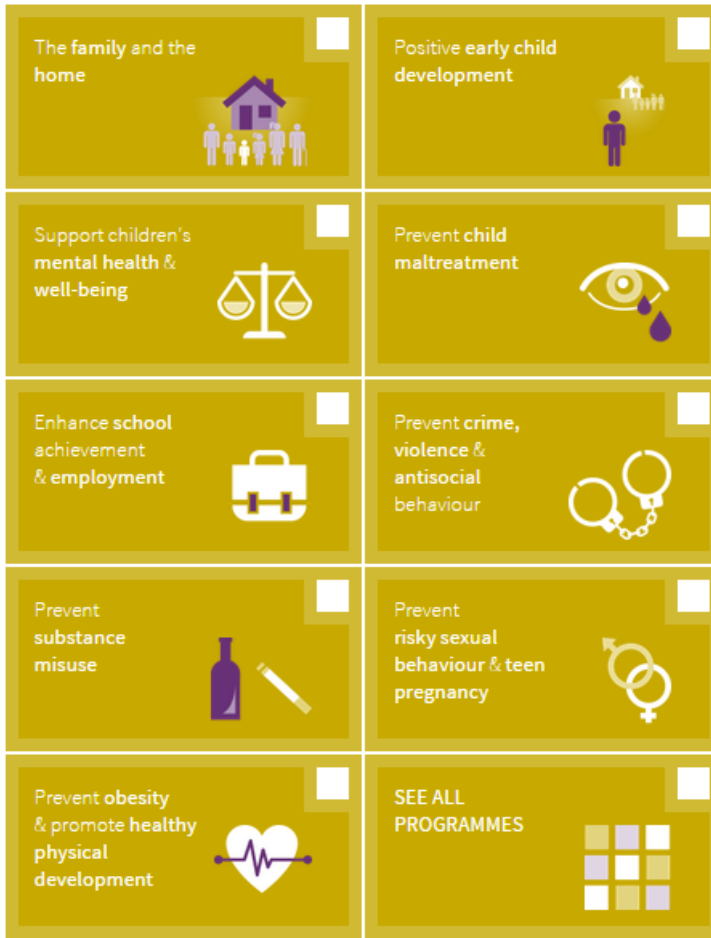 The family and the
home
Positive early child
development
Support children's
mental health &
well-being
Prevent child
maltreatment
Enhance school
achievement
& employment
Prevent crime,
violence &
antisocial
behaviour
Prevent
substance
misuse
Prevent
risky sexual
behaviour & teen
pregnancy
Prevent obesity
& promote healthy
physical
development
SEE ALL
PROGRAMMES